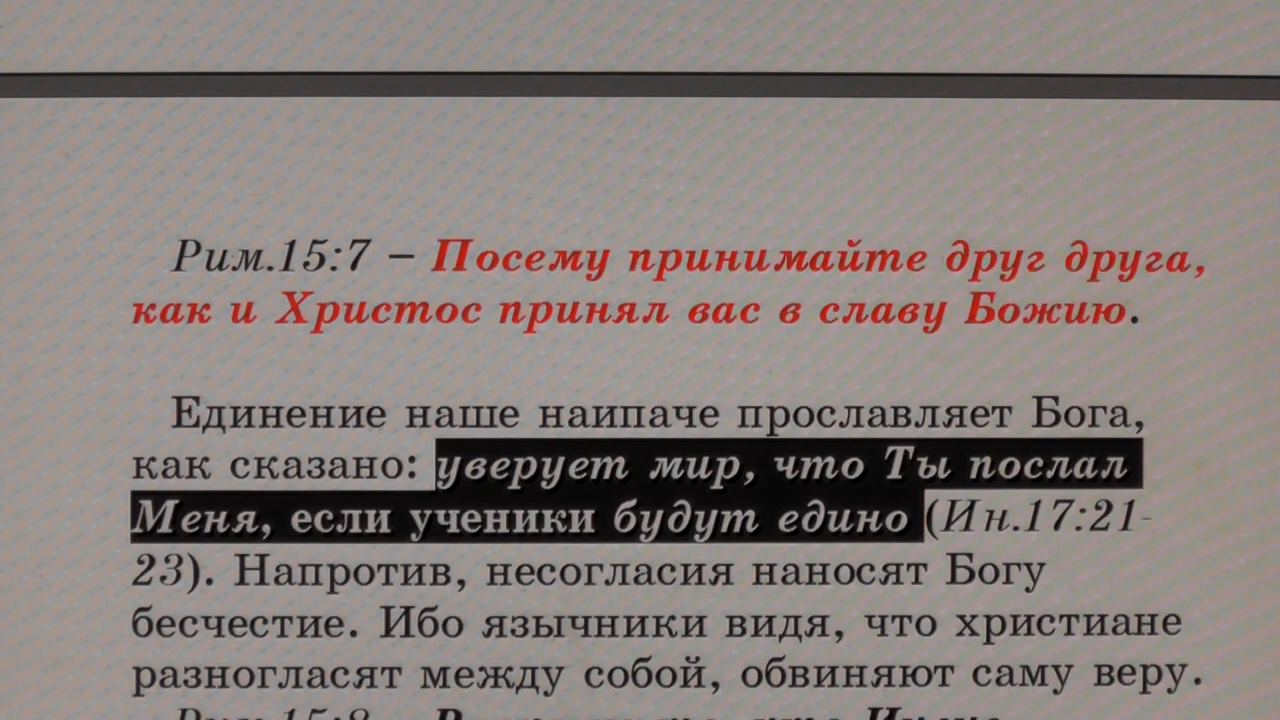 Рим.15:7 – Посему принимайте друг друга,
как и Христос принял вас в славу Божию.
Единение наше наипаче прославляет Бога,
как сказано: уверует мир, что Ты послал
Меня, если ученики будут едино (Ин.17:21-
23). Напротив, несогласия наносят Богу
бесчестие. Ибо язычники видя, что христиане
разногласят между собой, обвиняют саму веру.